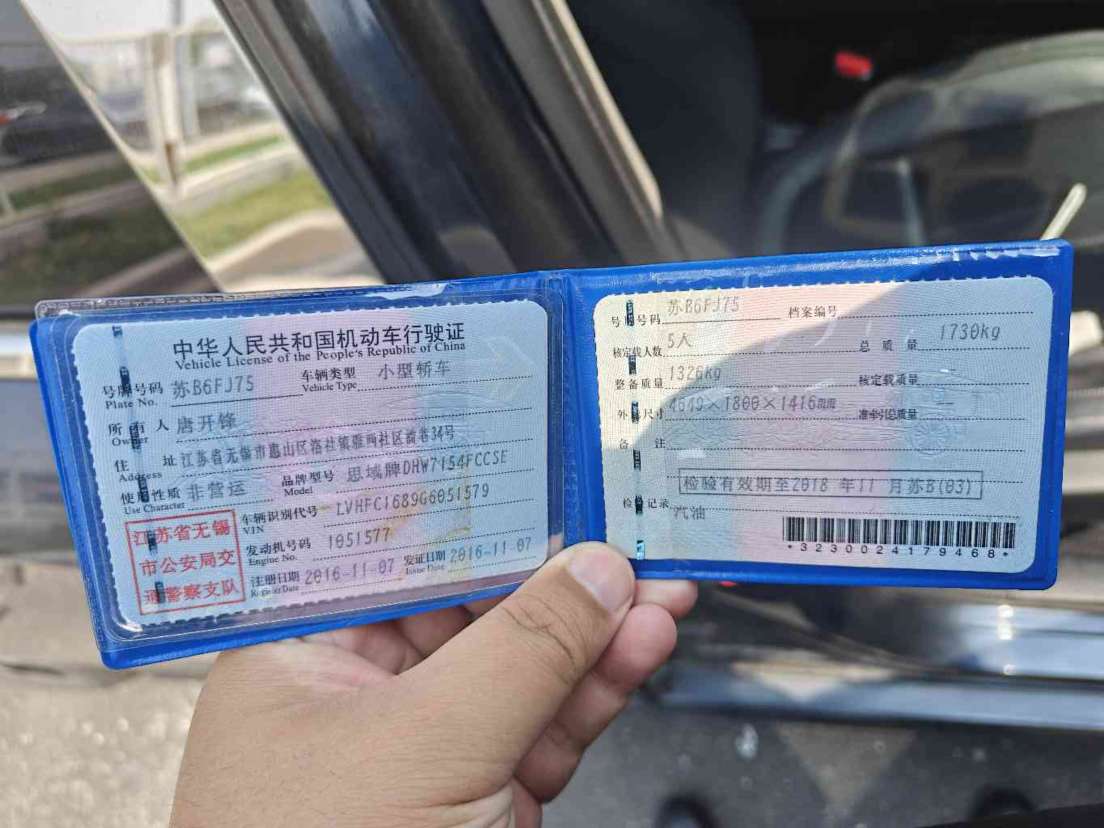 中华人民共和国机动车行驶证
Vehicle License of the People's Republic of China
号牌号码 苏B6FJ75 车辆类型 小型轿车
Plate No. Vehicle Type
所有人 唐开锋
Owner
住址 江苏省无锡市惠山区洛社镇雅西社区前巷34号
Address
使用性质 非营运 品牌型号 思域牌DHW7154FCCSE
Use Character Model
江苏省无锡
市公安局交
通警察支队
车辆识别代号 LVHFC1689G6051579
VIN
发动机号码 1051577
Engine No.
注册日期 2016-11-07 发证日期 2016-11-07
Register Date Issue Date
号牌号码 苏B6FJ75 档案编号
核定载人数 5人 总质量 1730kg
整备质量 1326kg 核定载质量 --
外廓尺寸 4649×1800×1416mm 准牵引总质量 --
备注
检验有效期至2018年11月苏B(03)
检验记录
汽油
*3230024179468*